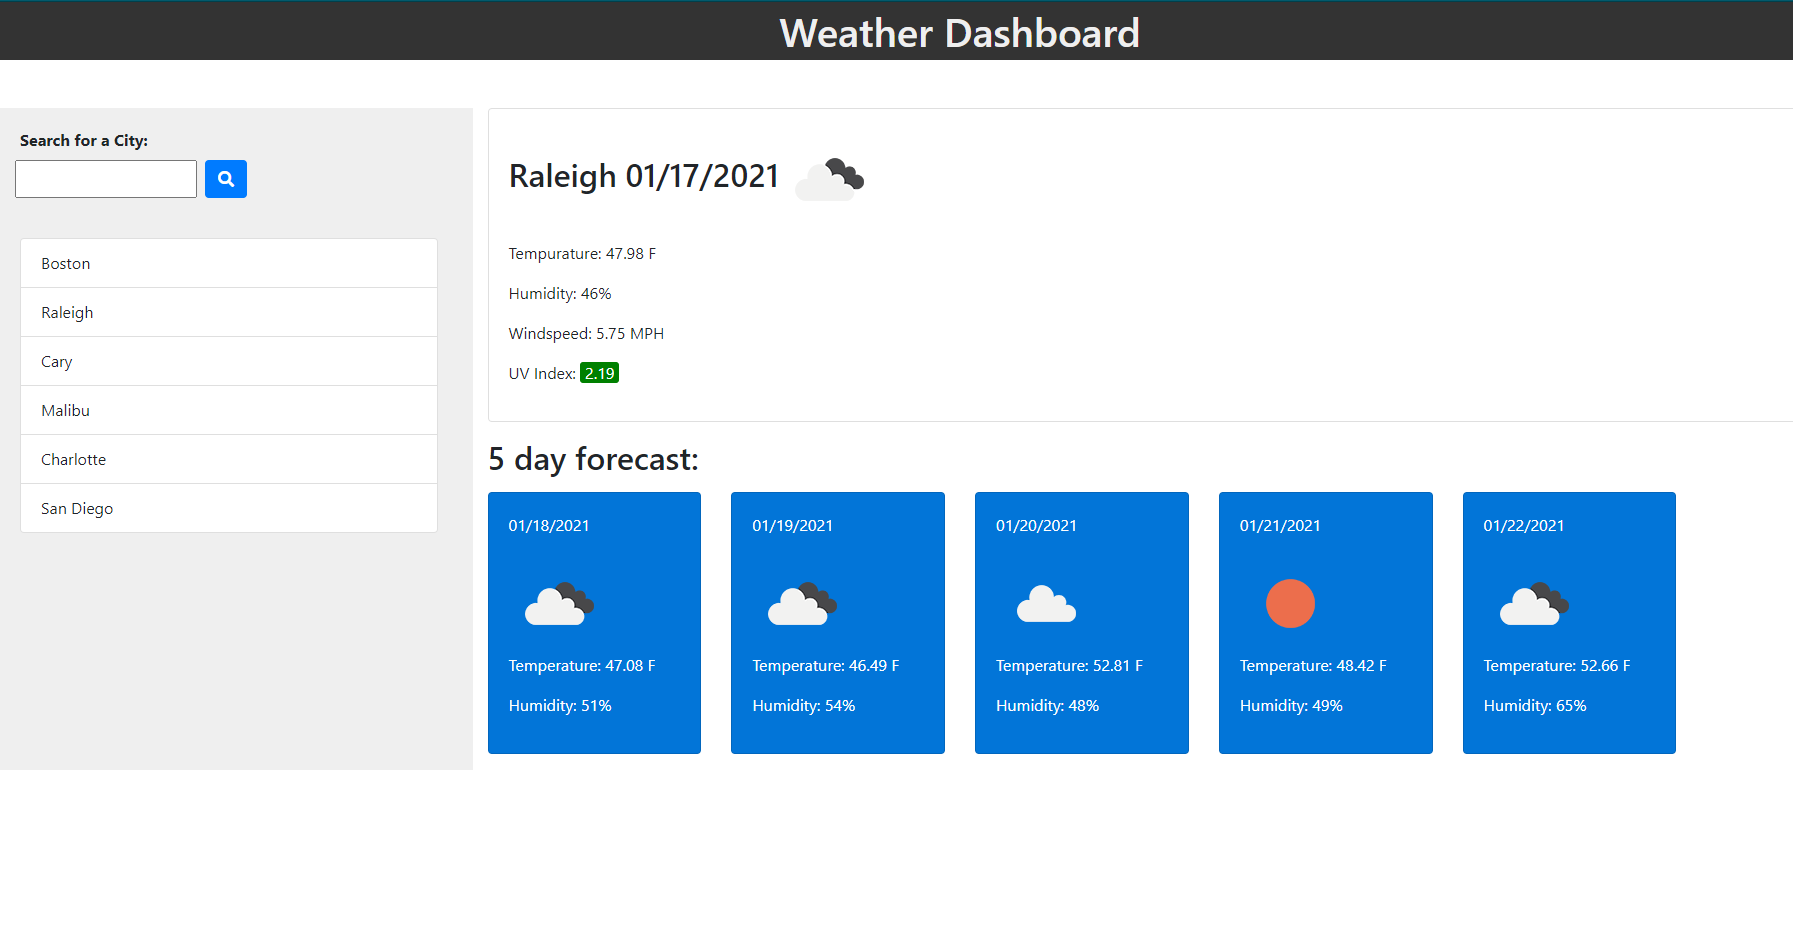 Weather Dashboard
Search for a City:
Boston
Raleigh
Cary
Malibu
Charlotte
San Diego
Raleigh 01/17/2021
Tempurature: 47.98 F
Humidity: 46%
Windspeed: 5.75 MPH
UV Index: 2.19
5 day forecast:
01/18/2021
Temperature: 47.08 F
Humidity: 51%
01/19/2021
Temperature: 46.49 F
Humidity: 54%
01/20/2021
Temperature: 52.81 F
Humidity: 48%
01/21/2021
Temperature: 48.42 F
Humidity: 49%
01/22/2021
Temperature: 52.66 F
Humidity: 65%